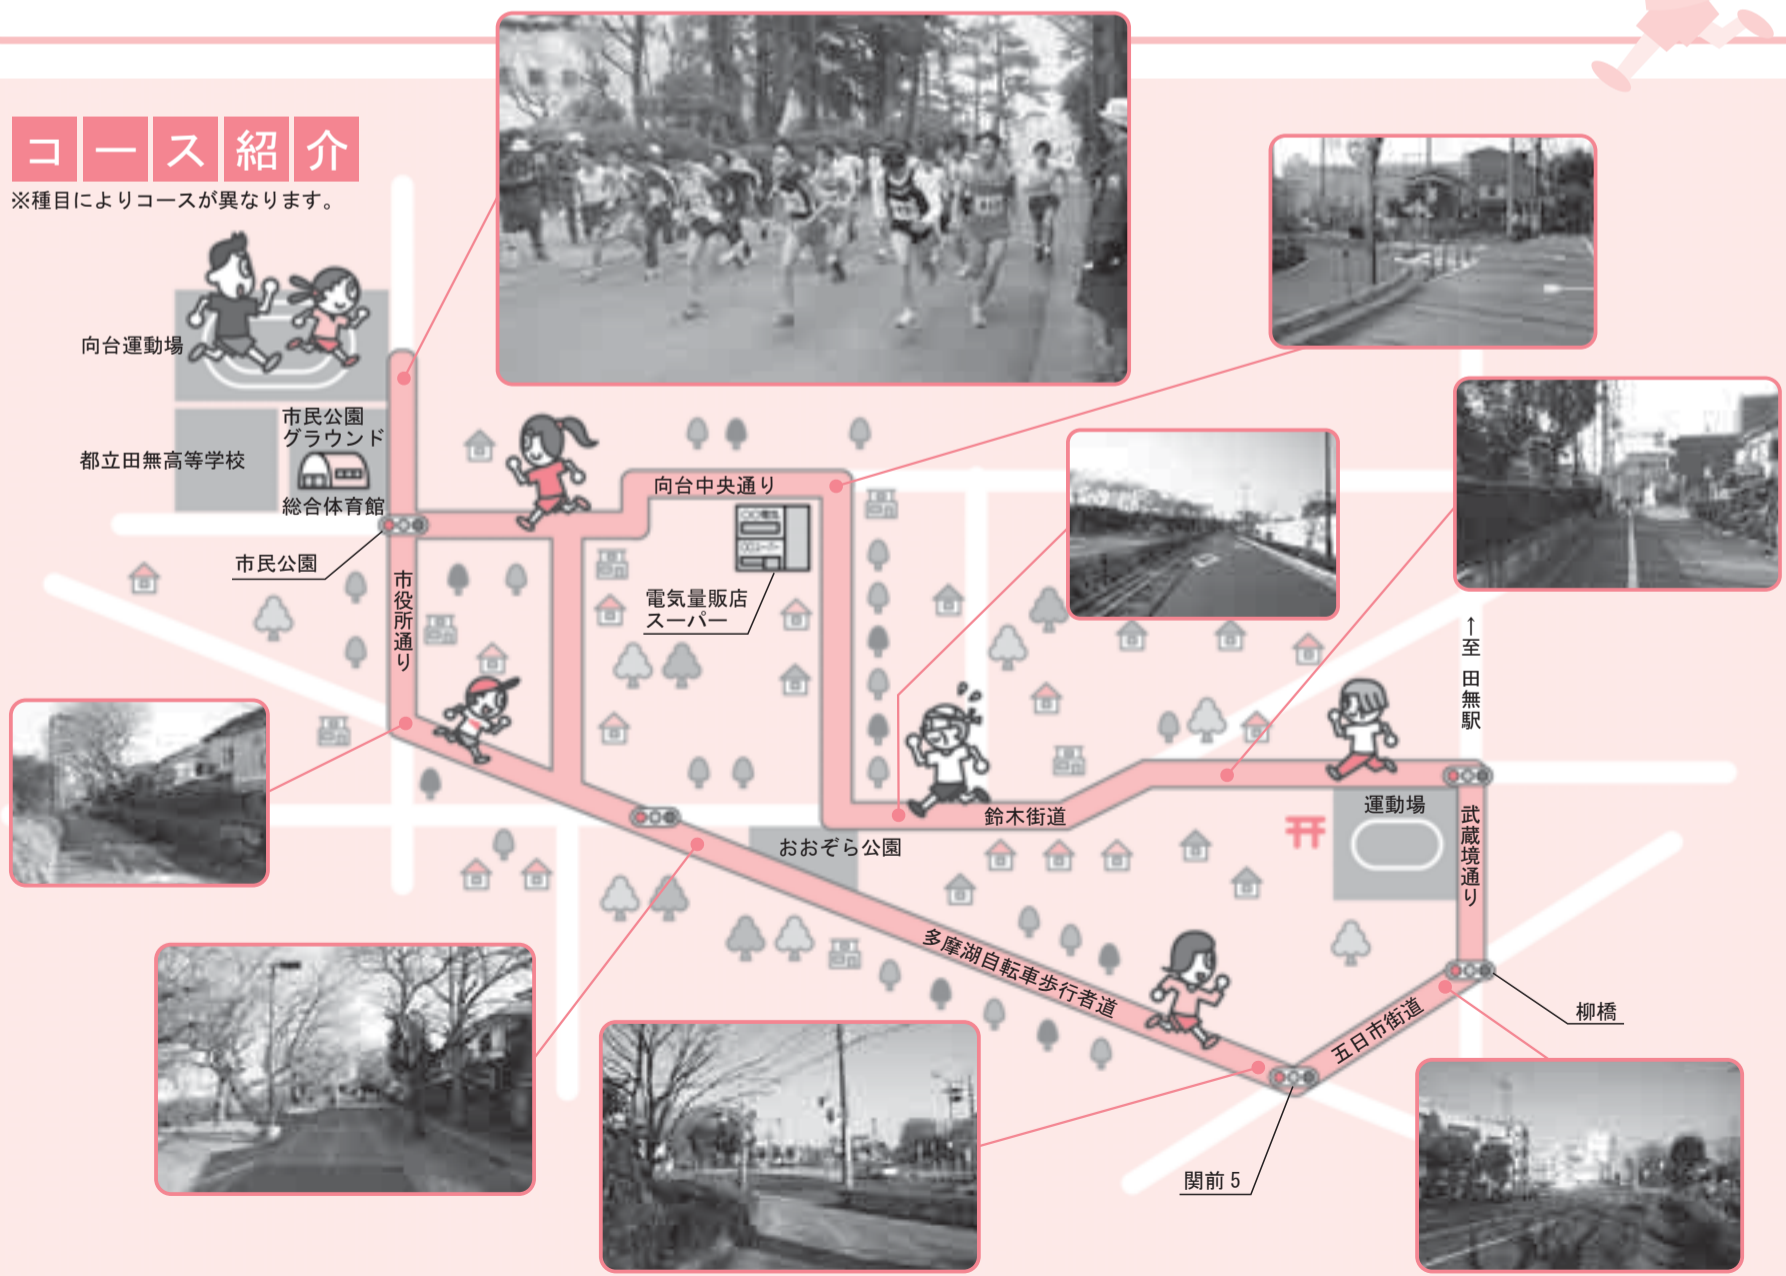 コース紹介
※種目によりコースが異なります。
向台運動場
市民公園
グラウンド
都立田無高等学校
総合体育館
市民公園
市役所通り
向台中央通り
電気量販店
スーパー
↑至 田無駅
鈴木街道
運動場
武蔵境通り
おおぞら公園
多摩湖自転車歩行者道
五日市街道
柳橋
関前5